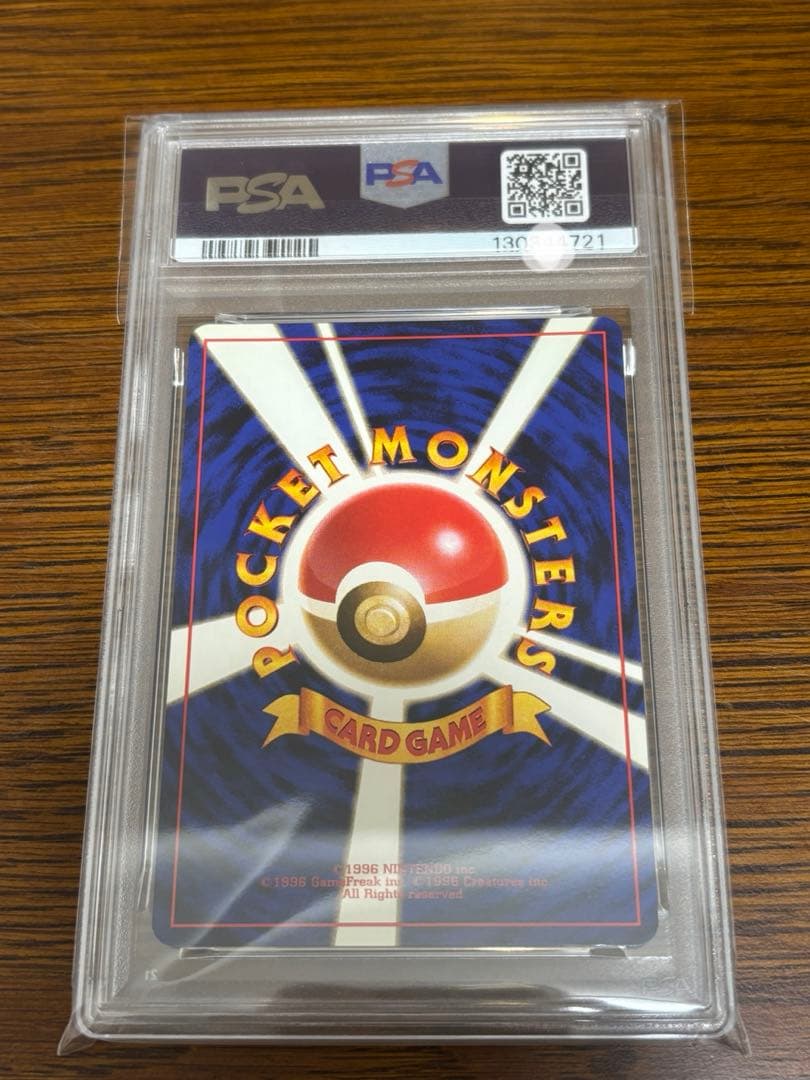 PSA
PSA
POCKET MONSTERS
CARD GAME
©1996 NINTENDO inc.
©1996 GameFreak inc. ©1996 Creatures inc.
All Rights reserved